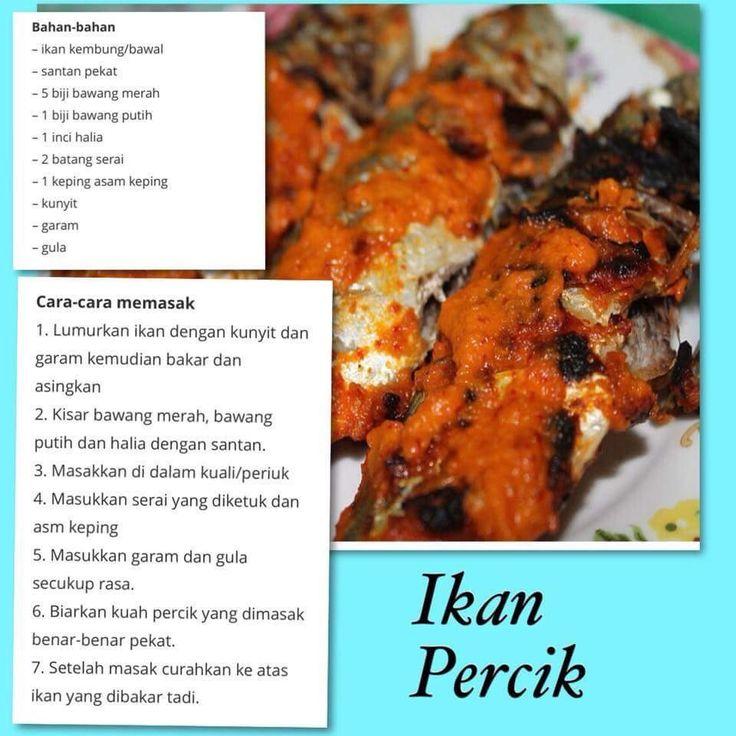 Bahan-bahan
– ikan kembung/bawal
– santan pekat
– 5 biji bawang merah
– 1 biji bawang putih
– 1 inci halia
– 2 batang serai
– 1 keping asam keping
– kunyit
– garam
– gula
Cara-cara memasak
1. Lumurkan ikan dengan kunyit dan
garam kemudian bakar dan
asingkan
2. Kisar bawang merah, bawang
putih dan halia dengan santan.
3. Masakkan di dalam kuali/periuk
4. Masukkan serai yang diketuk dan
asm keping
5. Masukkan garam dan gula
secukup rasa.
6. Biarkan kuah percik yang dimasak
benar-benar pekat.
7. Setelah masak curahkan ke atas
ikan yang dibakar tadi.
Ikan
Percik